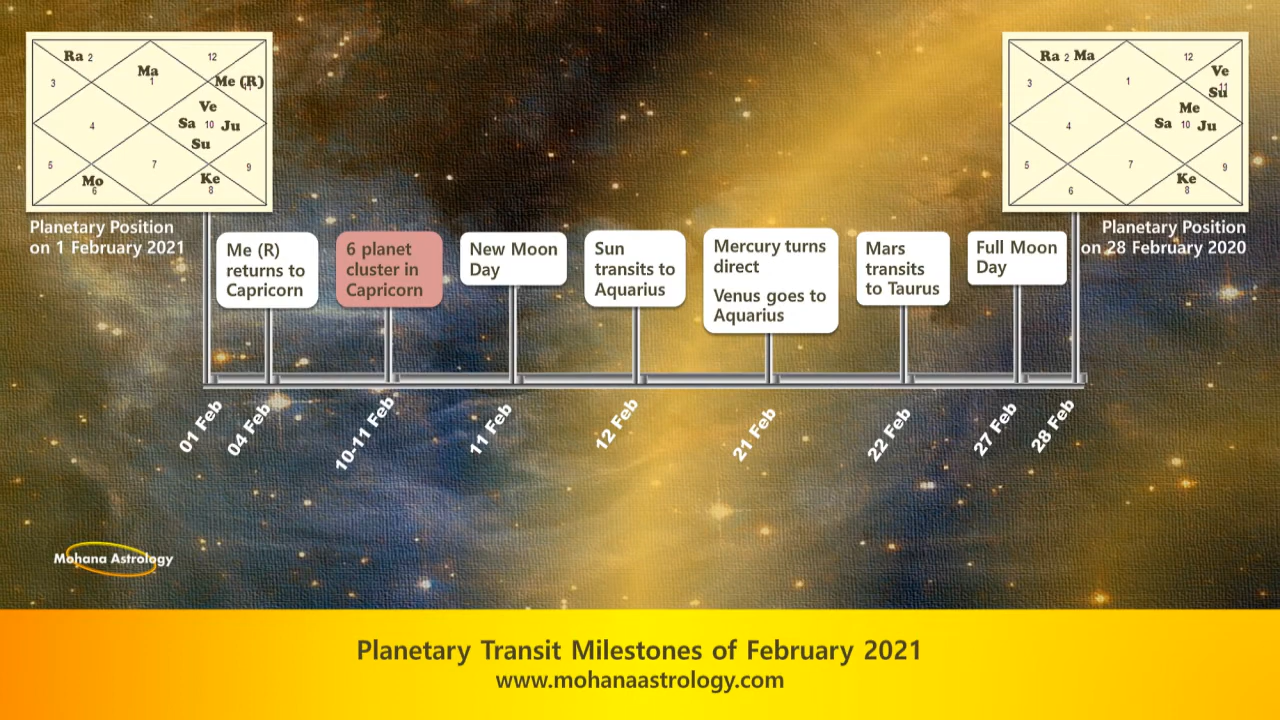 Ra 2
12
Ma
1
3
Me (R)
11
Ve
4
Sa 10 Ju
Su
5
7
9
Mo
6
Ke
8
Planetary Position
on 1 February 2021
Ra 2 Ma
12
Ve
3
1
11
Su
Me
4
Sa 10 Ju
5
7
9
6
Ke
8
Planetary Position
on 28 February 2020
Me (R)
returns to
Capricorn
6 planet
cluster in
Capricorn
New Moon
Day
Sun
transits to
Aquarius
Mercury turns
direct
Venus goes to
Aquarius
Mars
transits
to Taurus
Full Moon
Day
01 Feb
04 Feb
10-11 Feb
11 Feb
12 Feb
21 Feb
22 Feb
27 Feb
28 Feb
Mohana Astrology
Planetary Transit Milestones of February 2021
www.mohanaastrology.com